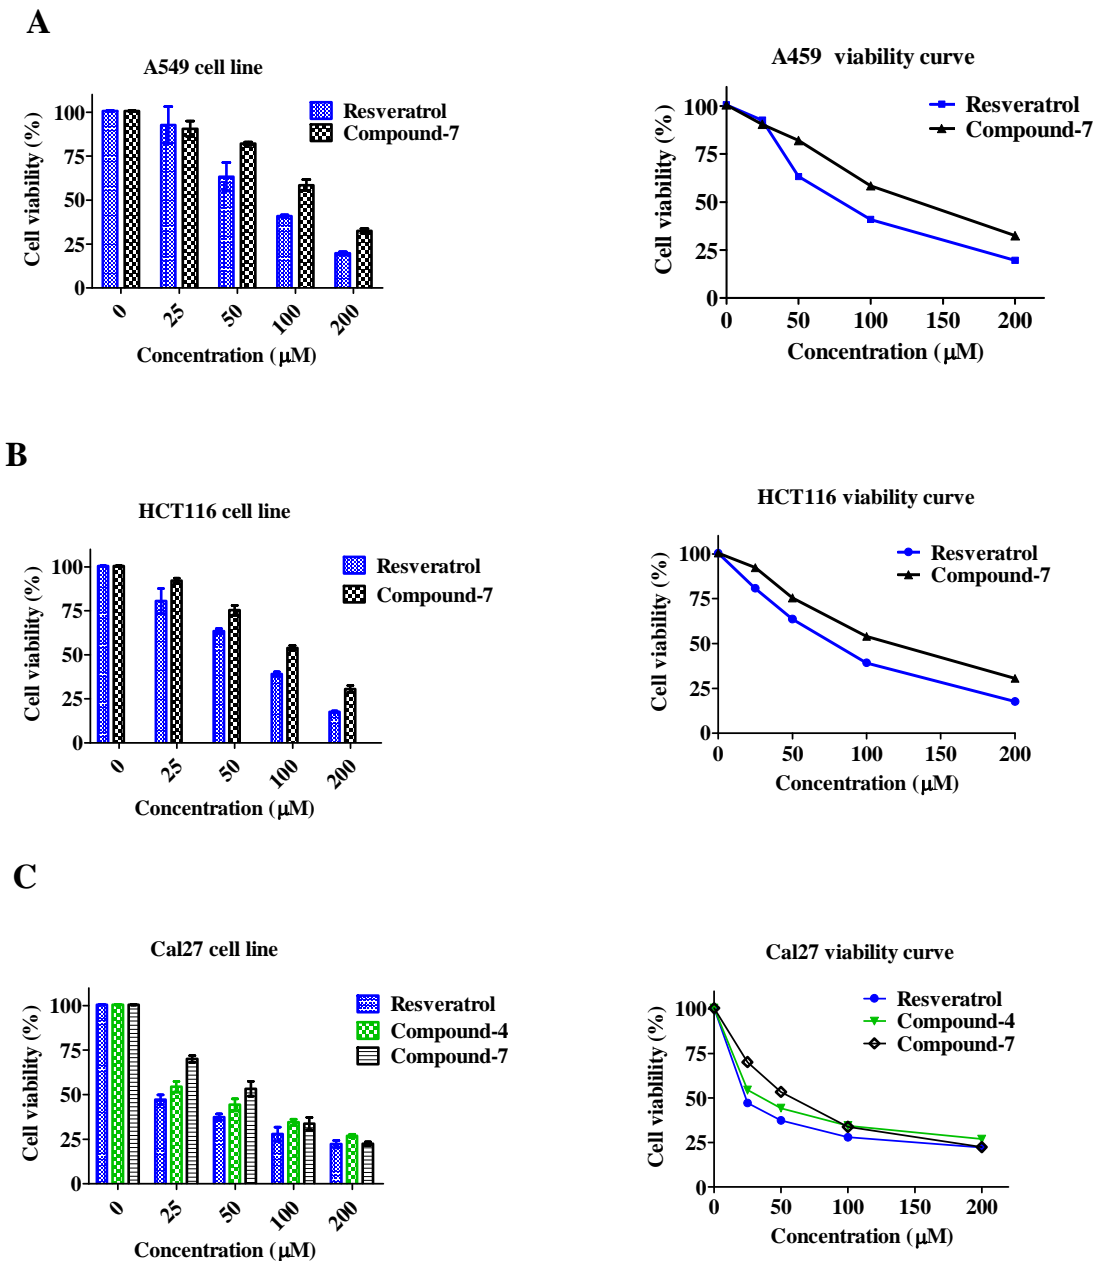 A
A549 cell line
Cell viability (%)
100
75
50
25
0
Resveratrol
Compound-7
0 25 50 100 200
Concentration (μM)
A459 viability curve
Cell viability (%)
100
75
50
25
0
Resveratrol
Compound-7
0 50 100 150 200
Concentration (μM)
B
HCT116 cell line
Cell viability (%)
100
75
50
25
0
Resveratrol
Compound-7
0 25 50 100 200
Concentration (μM)
HCT116 viability curve
Cell viability (%)
100
75
50
25
0
Resveratrol
Compound-7
0 50 100 150 200
Concentration (μM)
C
Cal27 cell line
Cell viability (%)
100
75
50
25
0
Resveratrol
Compound-4
Compound-7
0 25 50 100 200
Concentration (μM)
Cal27 viability curve
Cell viablility (%)
100
75
50
25
0
Resveratrol
Compound-4
Compound-7
0 50 100 150 200
Concentration (μM)